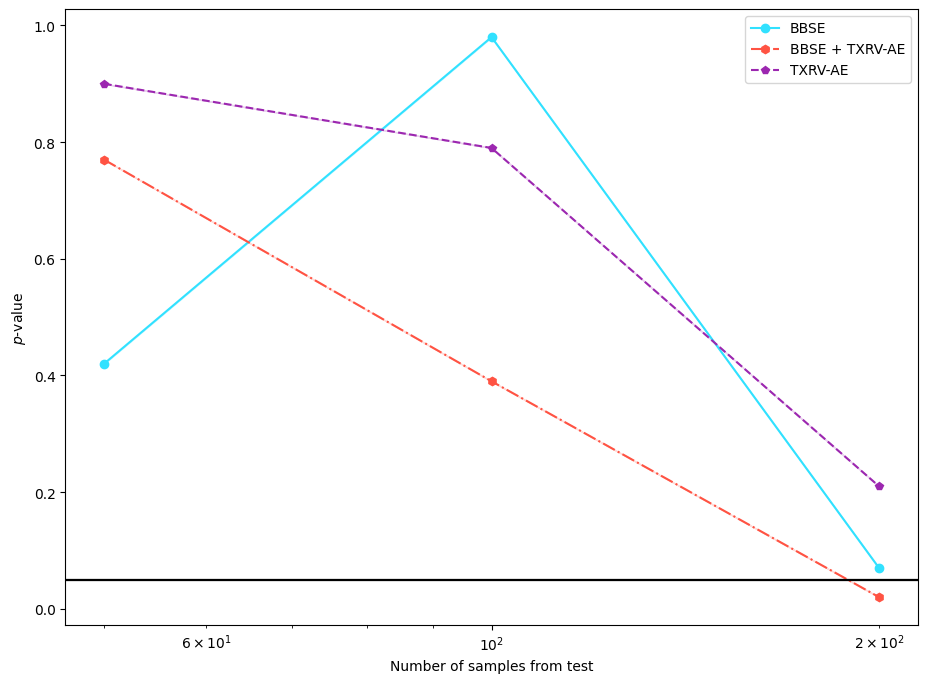 1.0
0.8
0.6
0.4
0.2
0.0
p-value
BBSE
BBSE + TXRV-AE
TXRV-AE
6 × 10¹
10²
2 × 10²
Number of samples from test